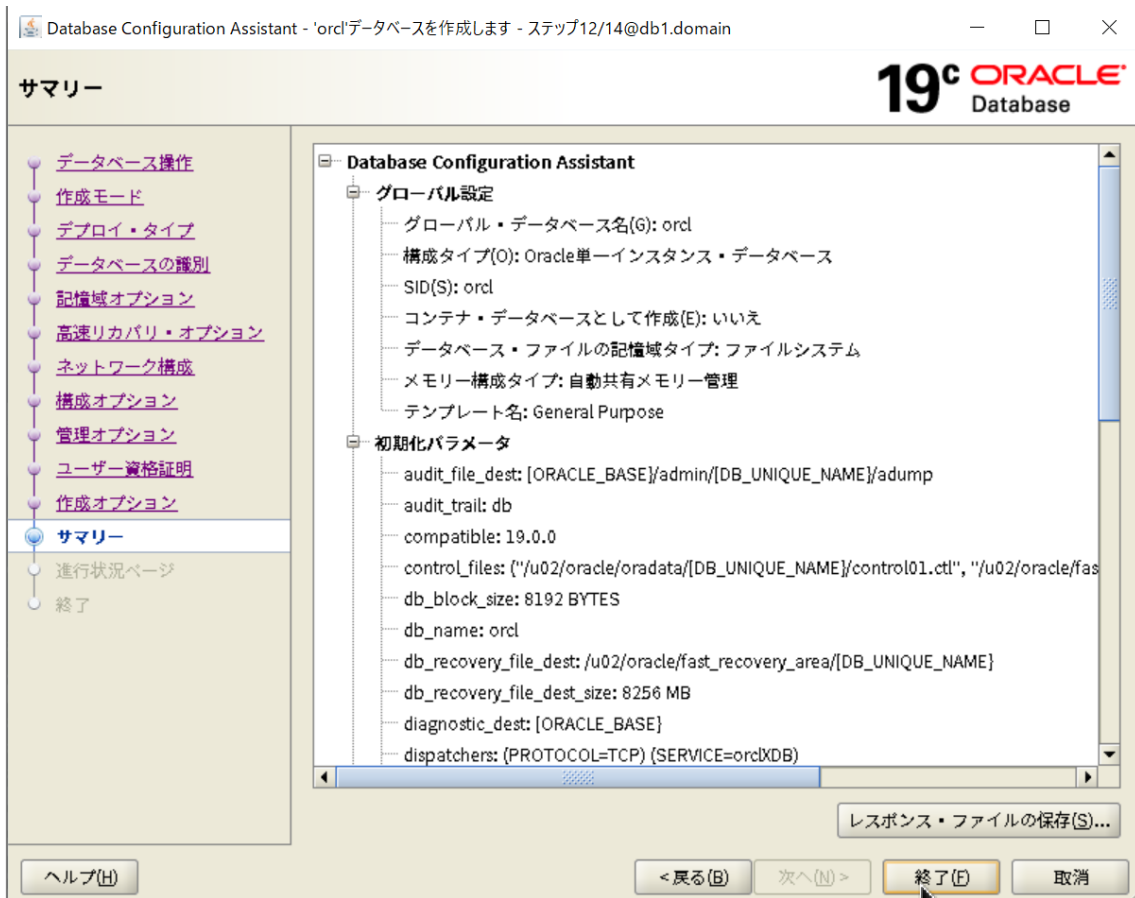 Database Configuration Assistant - 'orcl'データベースを作成します - ステップ12/14@db1.domain
サマリー
19c ORACLE Database
データベース操作
作成モード
デプロイ・タイプ
データベースの識別
記憶域オプション
高速リカバリ・オプション
ネットワーク構成
構成オプション
管理オプション
ユーザー資格証明
作成オプション
サマリー
進行状況ページ
終了
Database Configuration Assistant
グローバル設定
グローバル・データベース名(G): orcl
構成タイプ(O): Oracle単一インスタンス・データベース
SID(S): orcl
コンテナ・データベースとして作成(E): いいえ
データベース・ファイルの記憶域タイプ: ファイルシステム
メモリー構成タイプ: 自動共有メモリー管理
テンプレート名: General Purpose
初期化パラメータ
audit_file_dest: [ORACLE_BASE}/admin/[DB_UNIQUE_NAME}/adump
audit_trail: db
compatible: 19.0.0
control_files: ("/u02/oracle/oradata/[DB_UNIQUE_NAME}/control01.ctl", "/u02/oracle/fas
db_block_size: 8192 BYTES
db_name: orcl
db_recovery_file_dest: /u02/oracle/fast_recovery_area/[DB_UNIQUE_NAME}
db_recovery_file_dest_size: 8256 MB
diagnostic_dest: [ORACLE_BASE}
dispatchers: (PROTOCOL=TCP) (SERVICE=orclXDB)
レスポンス・ファイルの保存(S)...
ヘルプ(H)
<戻る(B)
次へ(N)>
終了(F)
取消